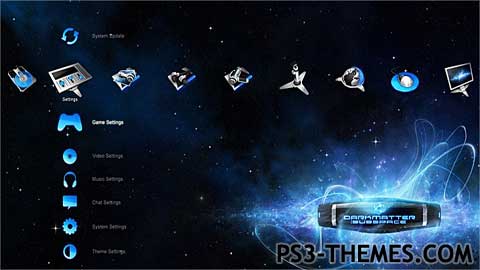 System Update
Settings
Game Settings
Video Settings
Music Settings
Chat Settings
System Settings
Theme Settings
DARKMATTER
SUBSPACE
PS3-THEMES.COM